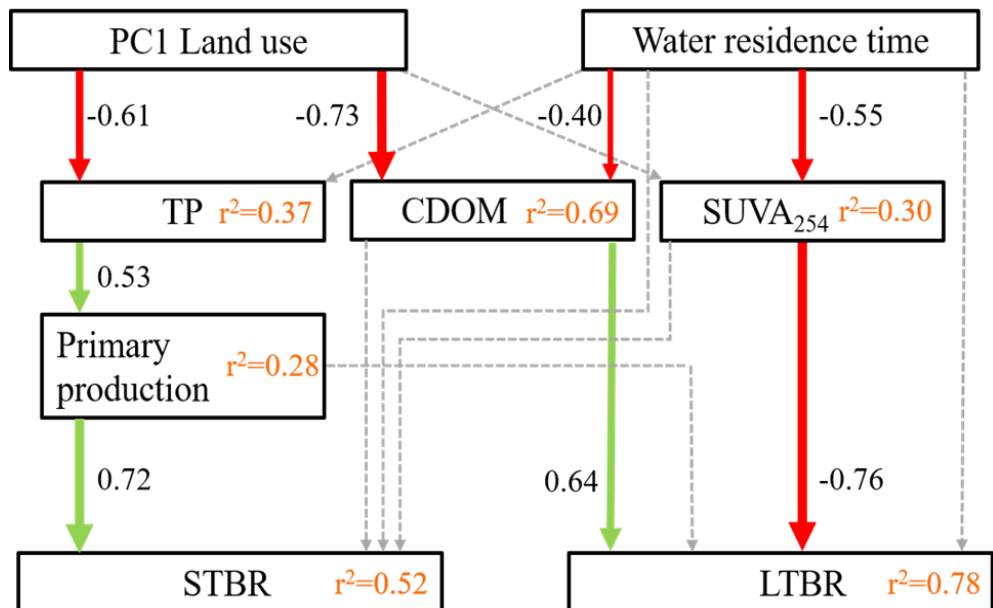 PC1 Land use
Water residence time
-0.61
-0.73
-0.40
-0.55
TP r²=0.37
CDOM r²=0.69
SUVA₂₅₄ r²=0.30
0.53
Primary
production
r²=0.28
0.72
0.64
-0.76
STBR r²=0.52
LTBR r²=0.78